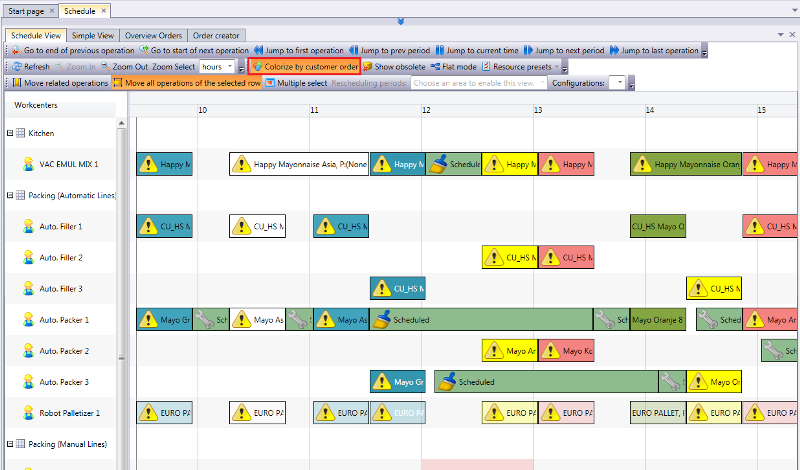 Start page
Schedule
Schedule View Simple View Overview Orders Order creator
Go to end of previous operation Go to start of next operation Jump to first operation Jump to prev period Jump to current time Jump to next period Jump to last operation
Refresh Zoom In Zoom Out Zoom Select hours Colorize by customer order Show obsolete Flat mode Resource presets
Move related operations Move all operations of the selected row Multiple select Rescheduling periods: Choose an area to enable this view. Configurations:
Workcenters
10 11 12 13 14 15
Kitchen
VAC EMUL MIX 1 Happy M Happy Mayonnaise Asia, P:(None Happy M Schedule Happy M Happy M Happy Mayonnaise Oran Happy M
Packing (Automatic Lines)
Auto. Filler 1 CU_HS M CU_HS M CU_HS M CU_HS Mayo O CU_HS M
Auto. Filler 2 CU_HS M CU_HS M
Auto. Filler 3 CU_HS M CU_HS M
Auto. Packer 1 Mayo Gr Sche Mayo As S Mayo As Scheduled Sch Mayo Oranje 8 Sched Mayo Ar
Auto. Packer 2 Mayo Ar Mayo Ko Sch
Auto. Packer 3 Mayo Gr Scheduled S Mayo Or
Robot Palletizer 1 EURO PA EURO PA EURO PA EURO PA EURO PA EURO PA EURO PALLET, I EURO PA EURO PA
Packing (Manual Lines)